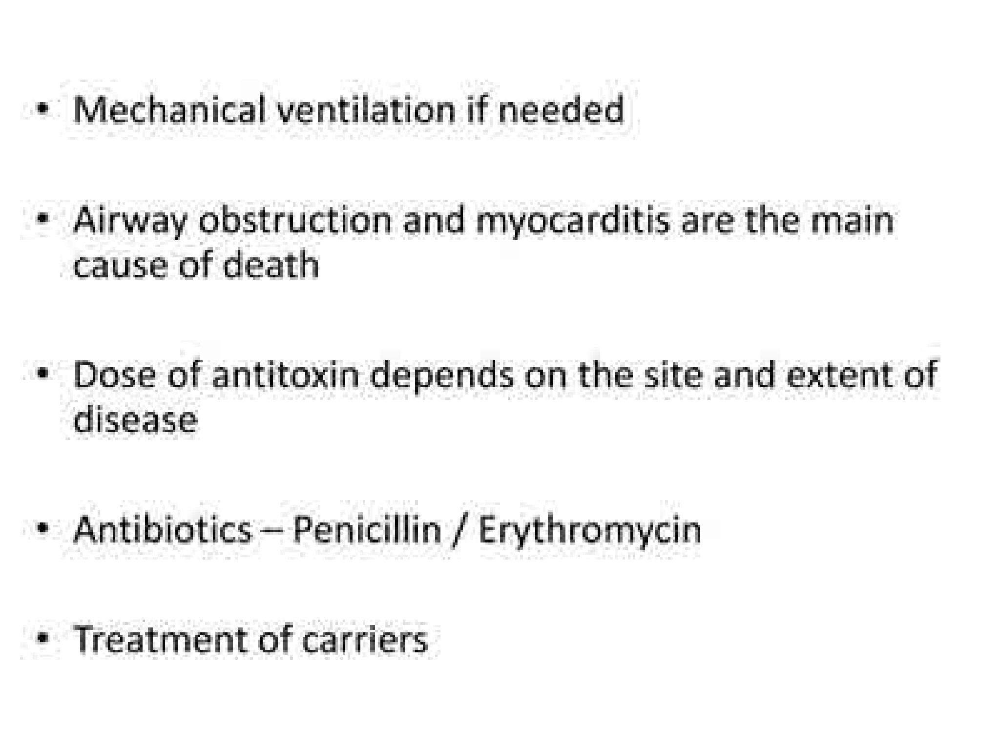 • Mechanical ventilation if needed
• Airway obstruction and myocarditis are the main
cause of death
• Dose of antitoxin depends on the site and extent of
disease
• Antibiotics – Penicillin / Erythromycin
• Treatment of carriers